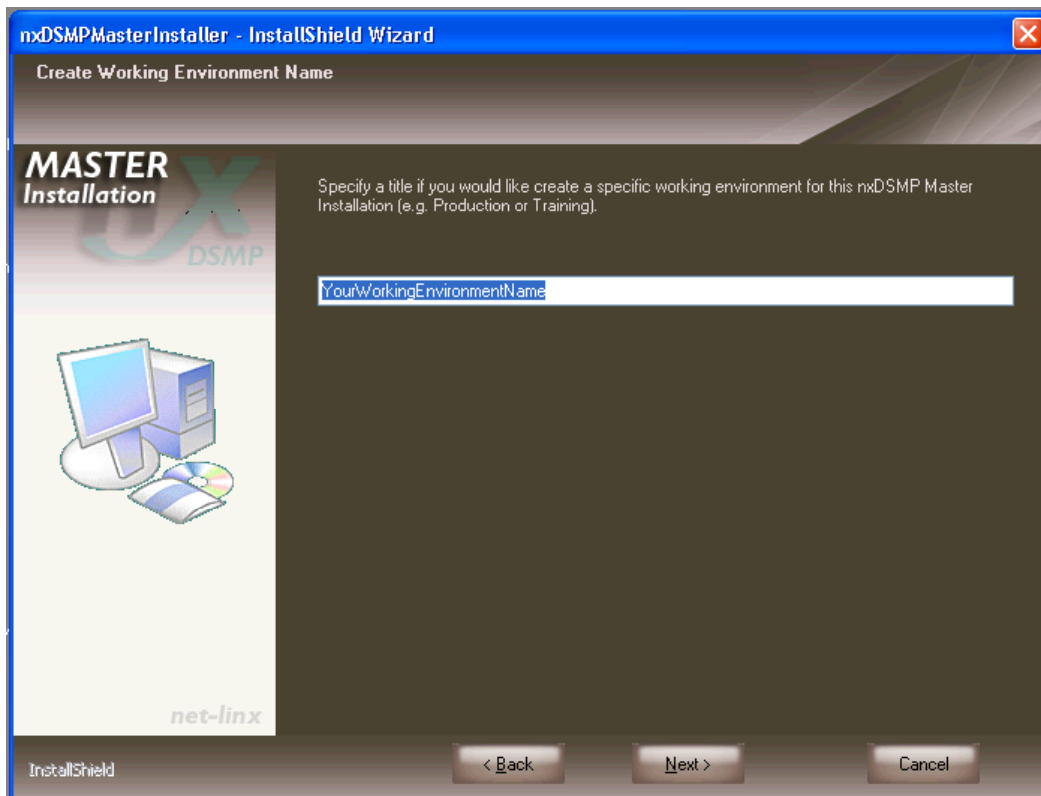 nxDSMPMasterInstaller - InstallShield Wizard
Create Working Environment Name
MASTER
Installation
nX
DSMP
Specify a title if you would like create a specific working environment for this nxDSMP Master
Installation (e.g. Production or Training).
YourWorkingEnvironmentName
net-linx
InstallShield
< Back
Next >
Cancel